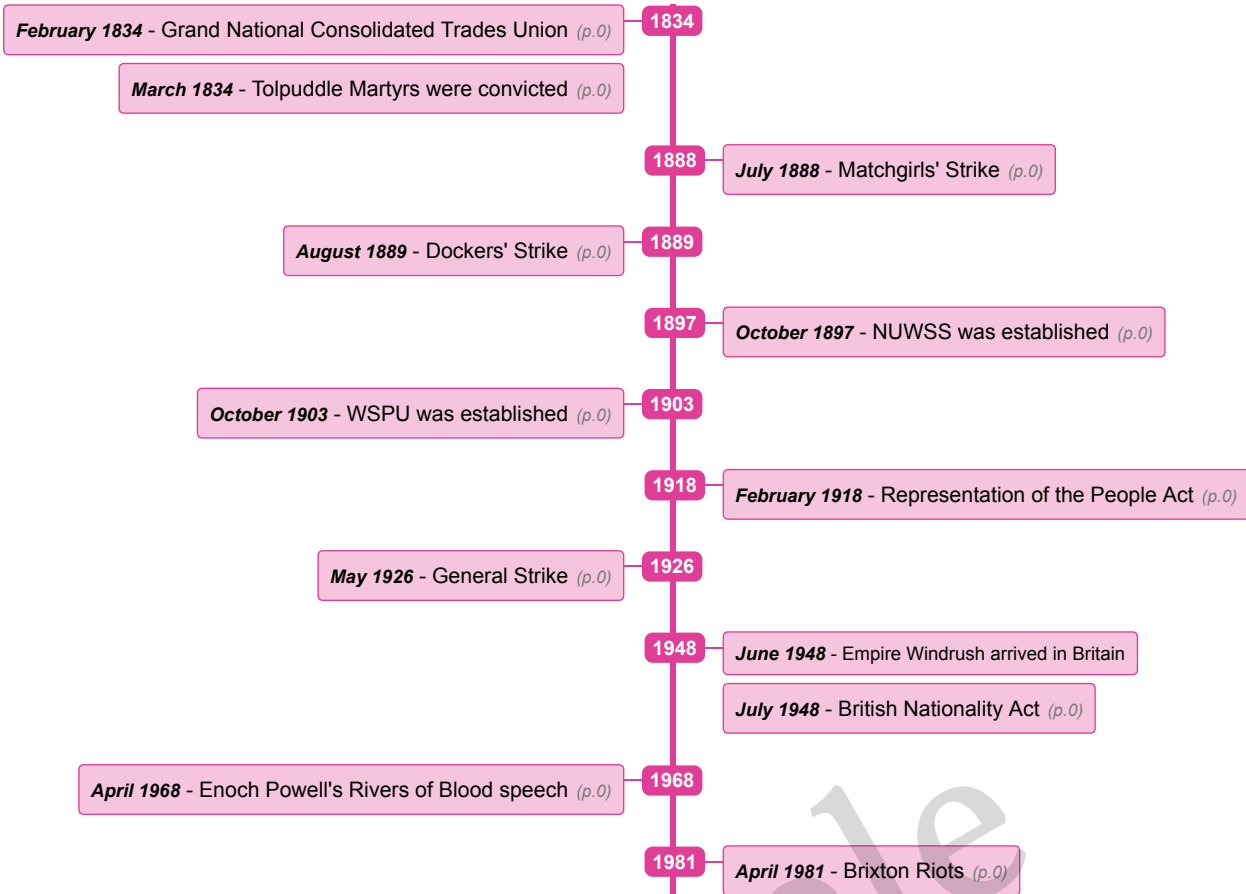 1834
February 1834 - Grand National Consolidated Trades Union (p.0)
March 1834 - Tolpuddle Martyrs were convicted (p.0)
1888
July 1888 - Matchgirls' Strike (p.0)
1889
August 1889 - Dockers' Strike (p.0)
1897
October 1897 - NUWSS was established (p.0)
1903
October 1903 - WSPU was established (p.0)
1918
February 1918 - Representation of the People Act (p.0)
1926
May 1926 - General Strike (p.0)
1948
June 1948 - Empire Windrush arrived in Britain
July 1948 - British Nationality Act (p.0)
1968
April 1968 - Enoch Powell's Rivers of Blood speech (p.0)
1981
April 1981 - Brixton Riots (p.0)